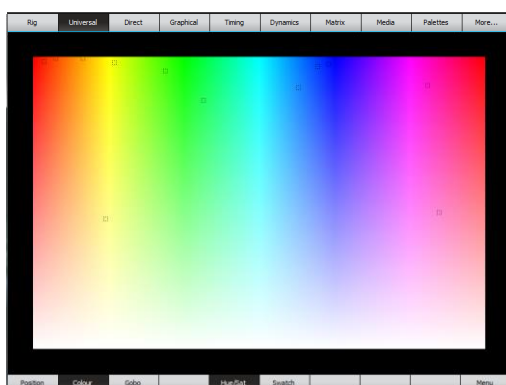 Rig Universal Direct Graphical Timing Dynamics Matrix Media Palettes More...
Position Colour Gobo Hue/Sat Swatch Menu